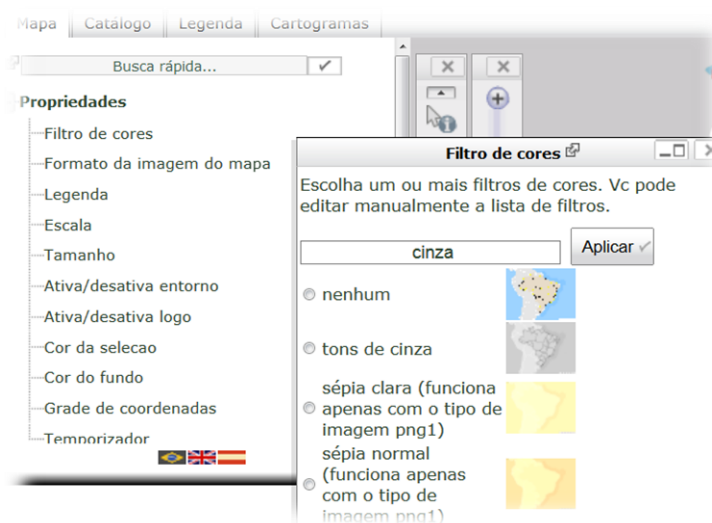 Mapa
Catálogo
Legenda
Cartogramas
Busca rápida...
Propriedades
Filtro de cores
Formato da imagem do mapa
Legenda
Escala
Tamanho
Ativa/desativa entorno
Ativa/desativa logo
Cor da selecao
Cor do fundo
Grade de coordenadas
Temporizador
Filtro de cores
Escolha um ou mais filtros de cores. Vc pode
editar manualmente a lista de filtros.
cinza
Aplicar
nenhum
tons de cinza
sépia clara (funciona
apenas com o tipo de
imagem png1)
sépia normal
(funciona apenas
com o tipo de
imagem png1)